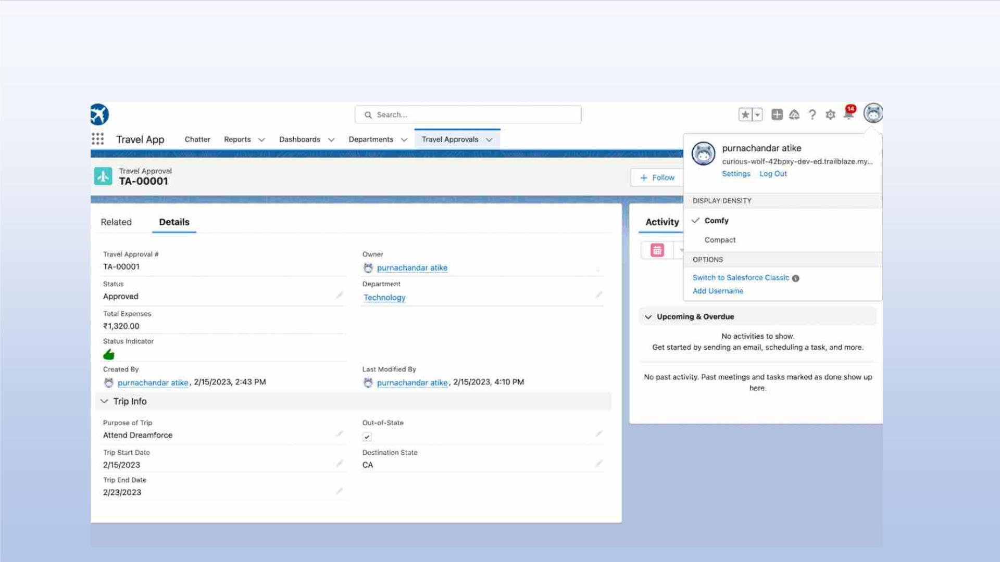 Search...
14
Travel App
Chatter
Reports
Dashboards
Departments
Travel Approvals
purnachandar atike
curious-wolf-42bpxy-dev-ed.trailblaze.my...
Settings
Log Out
Travel Approval
TA-00001
+ Follow
DISPLAY DENSITY
Comfy
Compact
OPTIONS
Switch to Salesforce Classic
Add Username
Related
Details
Activity
Travel Approval #
TA-00001
Owner
purnachandar atike
Status
Approved
Department
Technology
Total Expenses
₹1,320.00
Status Indicator
Created By
purnachandar atike, 2/15/2023, 2:43 PM
Last Modified By
purnachandar atike, 2/15/2023, 4:10 PM
Trip Info
Purpose of Trip
Attend Dreamforce
Out-of-State
Trip Start Date
2/15/2023
Destination State
CA
Trip End Date
2/23/2023
Upcoming & Overdue
No activities to show.
Get started by sending an email, scheduling a task, and more.
No past activity. Past meetings and tasks marked as done show up
here.